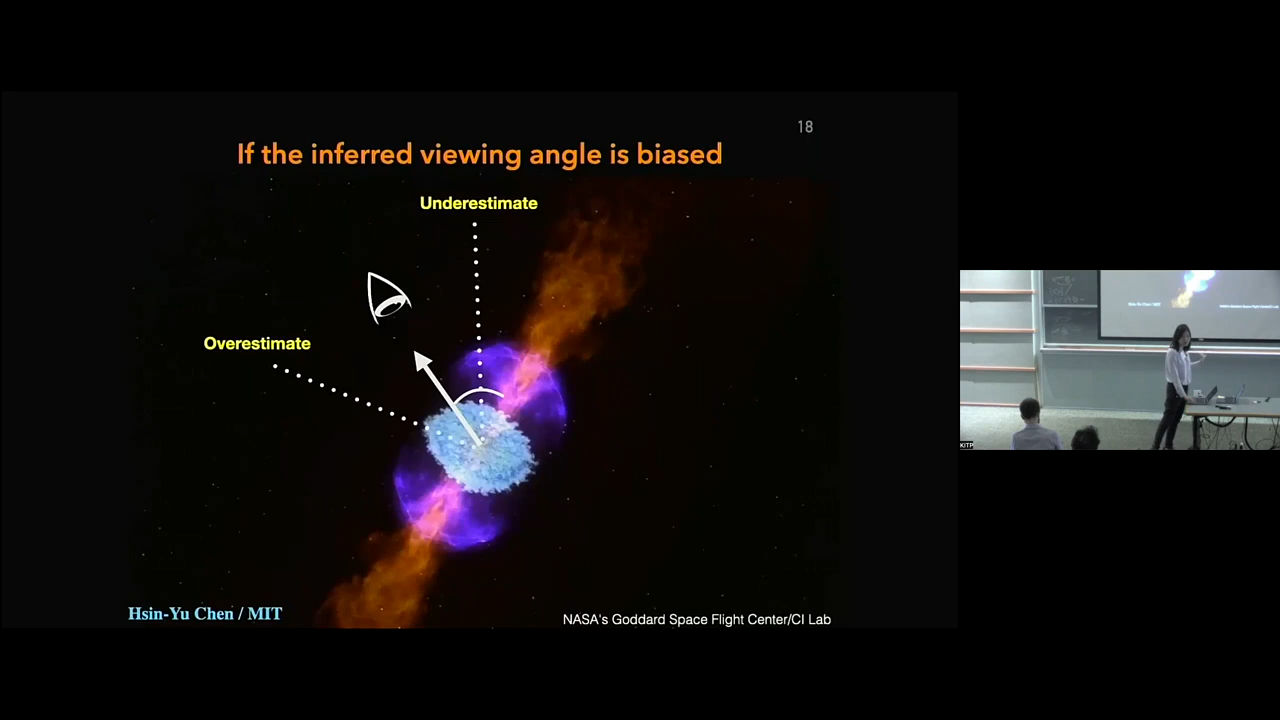 18
If the inferred viewing angle is biased
Underestimate
Overestimate
Hsin-Yu Chen / MIT
NASA's Goddard Space Flight Center/CI Lab
KITP